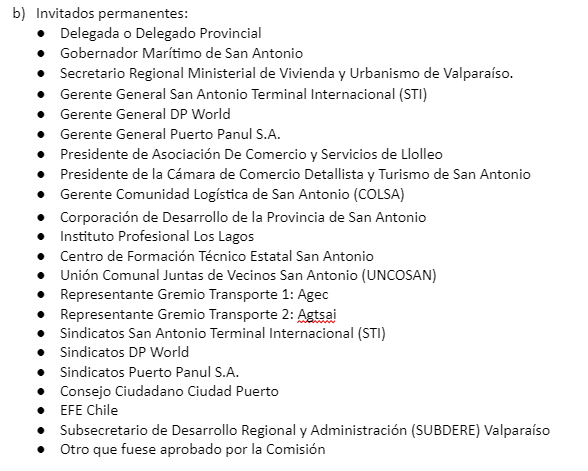 b) Invitados permanentes:
● Delegada o Delegado Provincial
● Gobernador Marítimo de San Antonio
● Secretario Regional Ministerial de Vivienda y Urbanismo de Valparaíso.
● Gerente General San Antonio Terminal Internacional (STI)
● Gerente General DP World
● Gerente General Puerto Panul S.A.
● Presidente de Asociación De Comercio y Servicios de Llolleo
● Presidente de la Cámara de Comercio Detallista y Turismo de San Antonio
● Gerente Comunidad Logística de San Antonio (COLSA)
● Corporación de Desarrollo de la Provincia de San Antonio
● Instituto Profesional Los Lagos
● Centro de Formación Técnico Estatal San Antonio
● Unión Comunal Juntas de Vecinos San Antonio (UNCOSAN)
● Representante Gremio Transporte 1: Agec
● Representante Gremio Transporte 2: Agtsai
● Sindicatos San Antonio Terminal Internacional (STI)
● Sindicatos DP World
● Sindicatos Puerto Panul S.A.
● Consejo Ciudadano Ciudad Puerto
● EFE Chile
● Subsecretario de Desarrollo Regional y Administración (SUBDERE) Valparaíso
● Otro que fuese aprobado por la Comisión